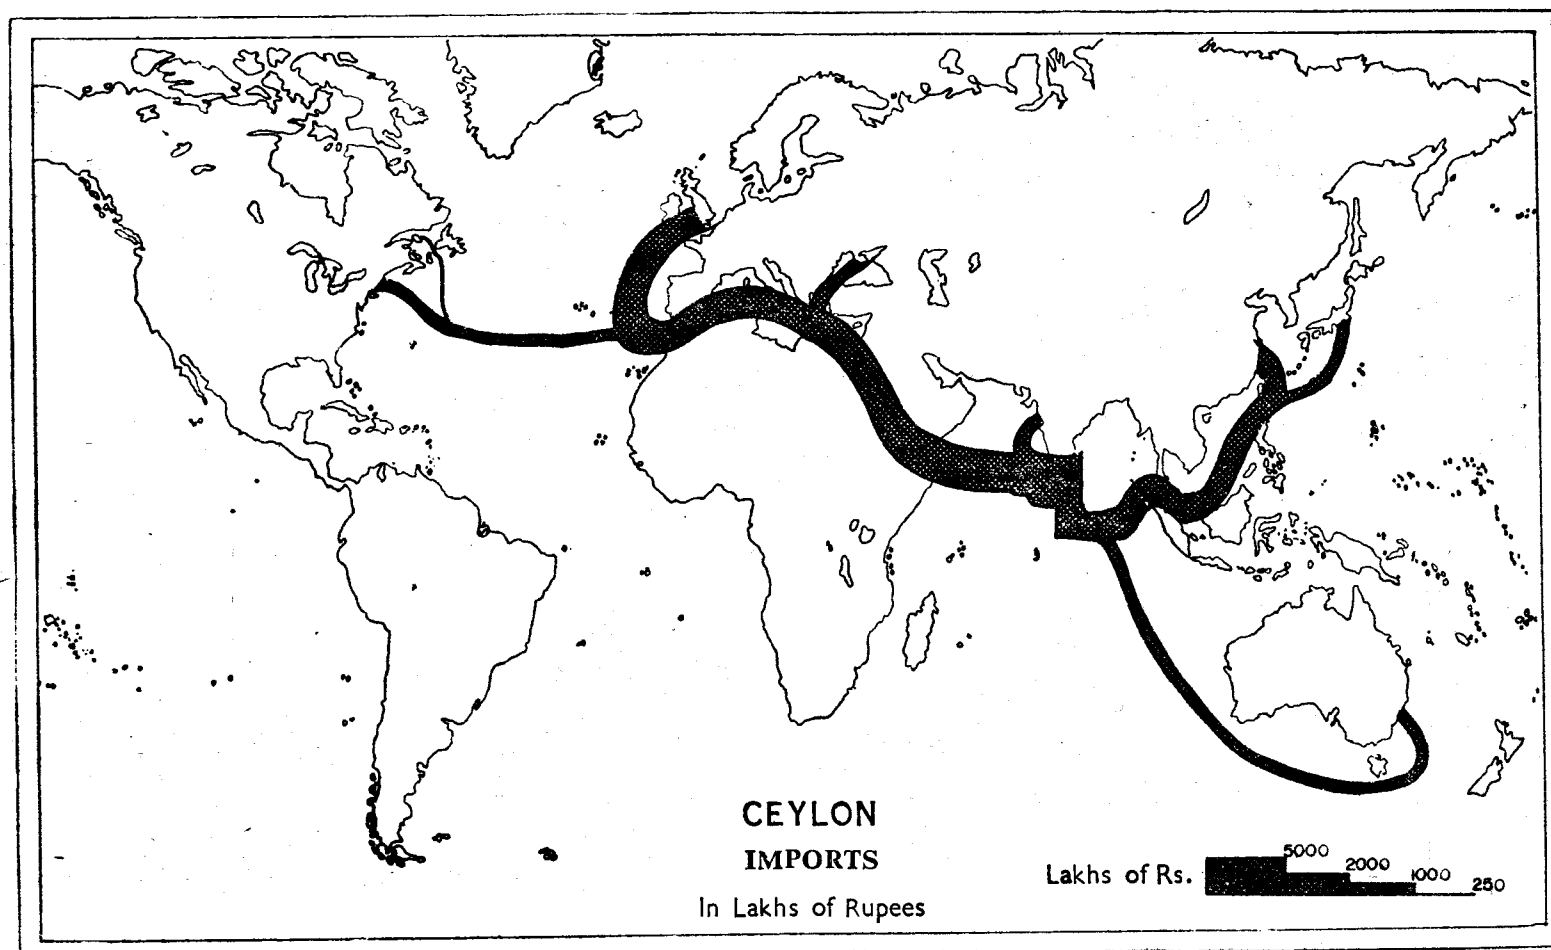 CEYLON
IMPORTS
In Lakhs of Rupees
Lakhs of Rs.
5000
2000
1000
250